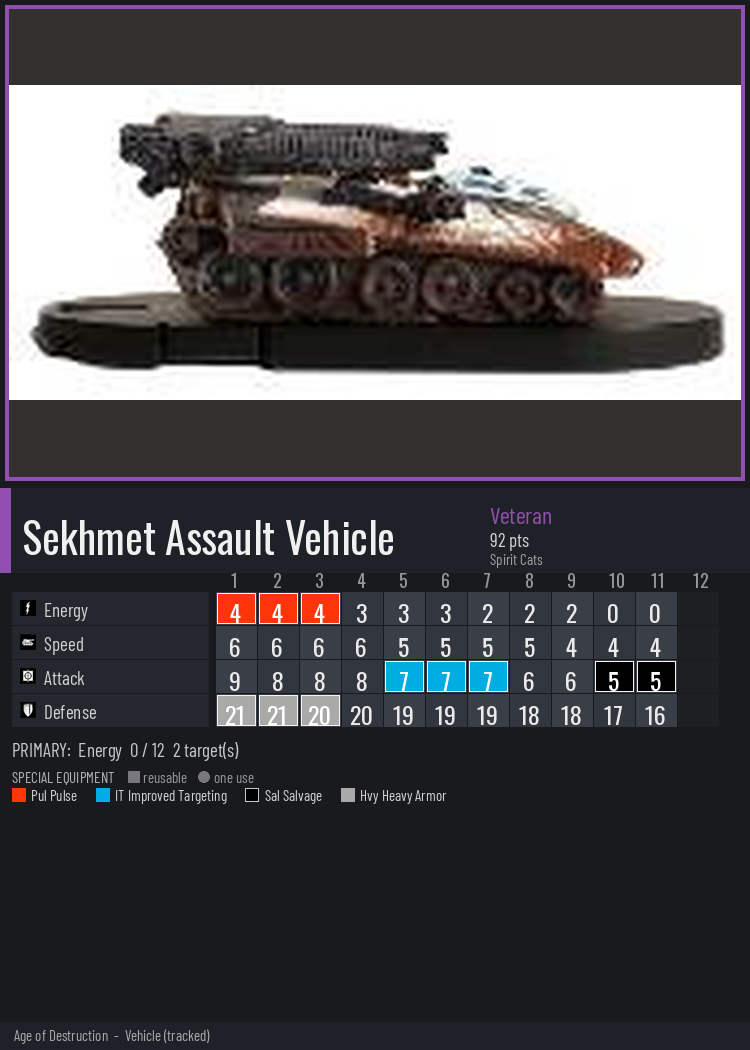 Sekhmet Assault Vehicle
Veteran
92 pts
Spirit Cats
1 2 3 4 5 6 7 8 9 10 11 12
Energy 4 4 4 3 3 3 2 2 2 0 0
Speed 6 6 6 6 5 5 5 5 4 4 4
Attack 9 8 8 8 7 7 7 6 6 5 5
Defense 21 21 20 20 19 19 19 18 18 17 16
PRIMARY: Energy 0 / 12 2 target(s)
SPECIAL EQUIPMENT reusable one use
Pul Pulse IT Improved Targeting Sal Salvage Hvy Heavy Armor
Age of Destruction - Vehicle (tracked)